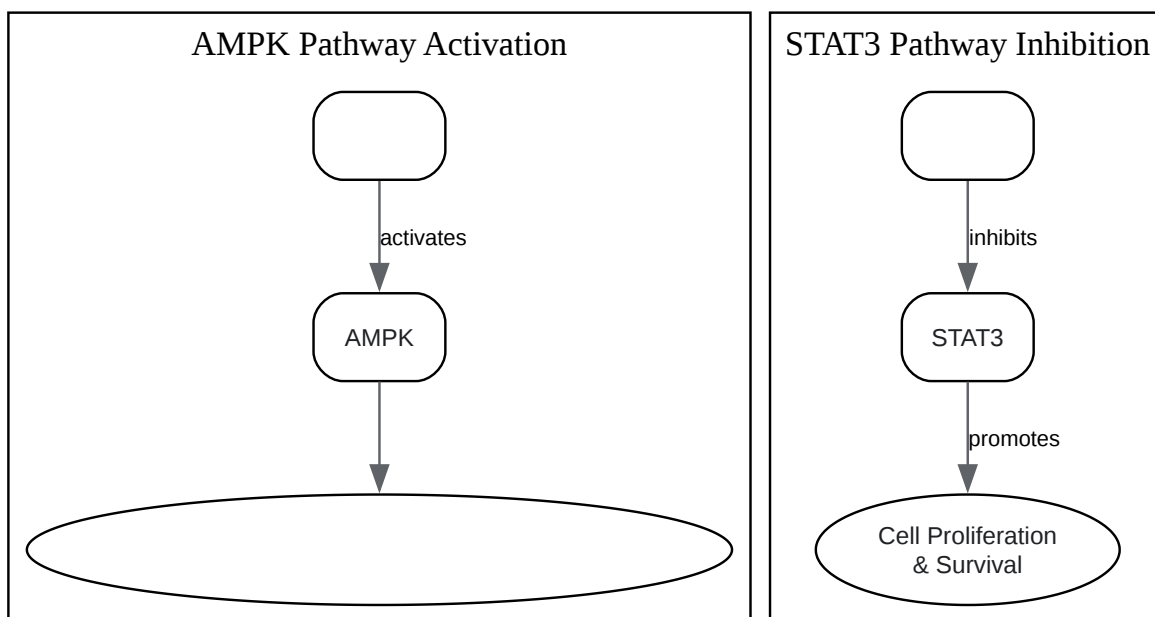 AMPK Pathway Activation
activates
AMPK
STAT3 Pathway Inhibition
inhibits
STAT3
promotes
Cell Proliferation
& Survival